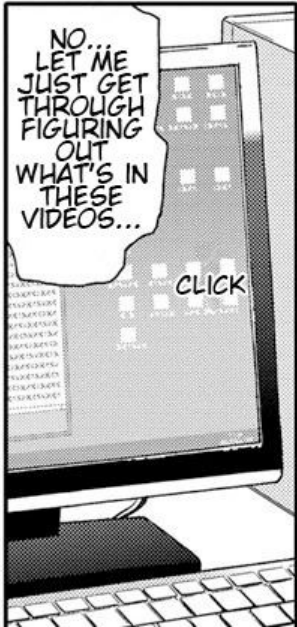 NO...
LET ME
JUST GET
THROUGH
FIGURING
OUT
WHAT'S IN
THESE
VIDEOS...
CLICK